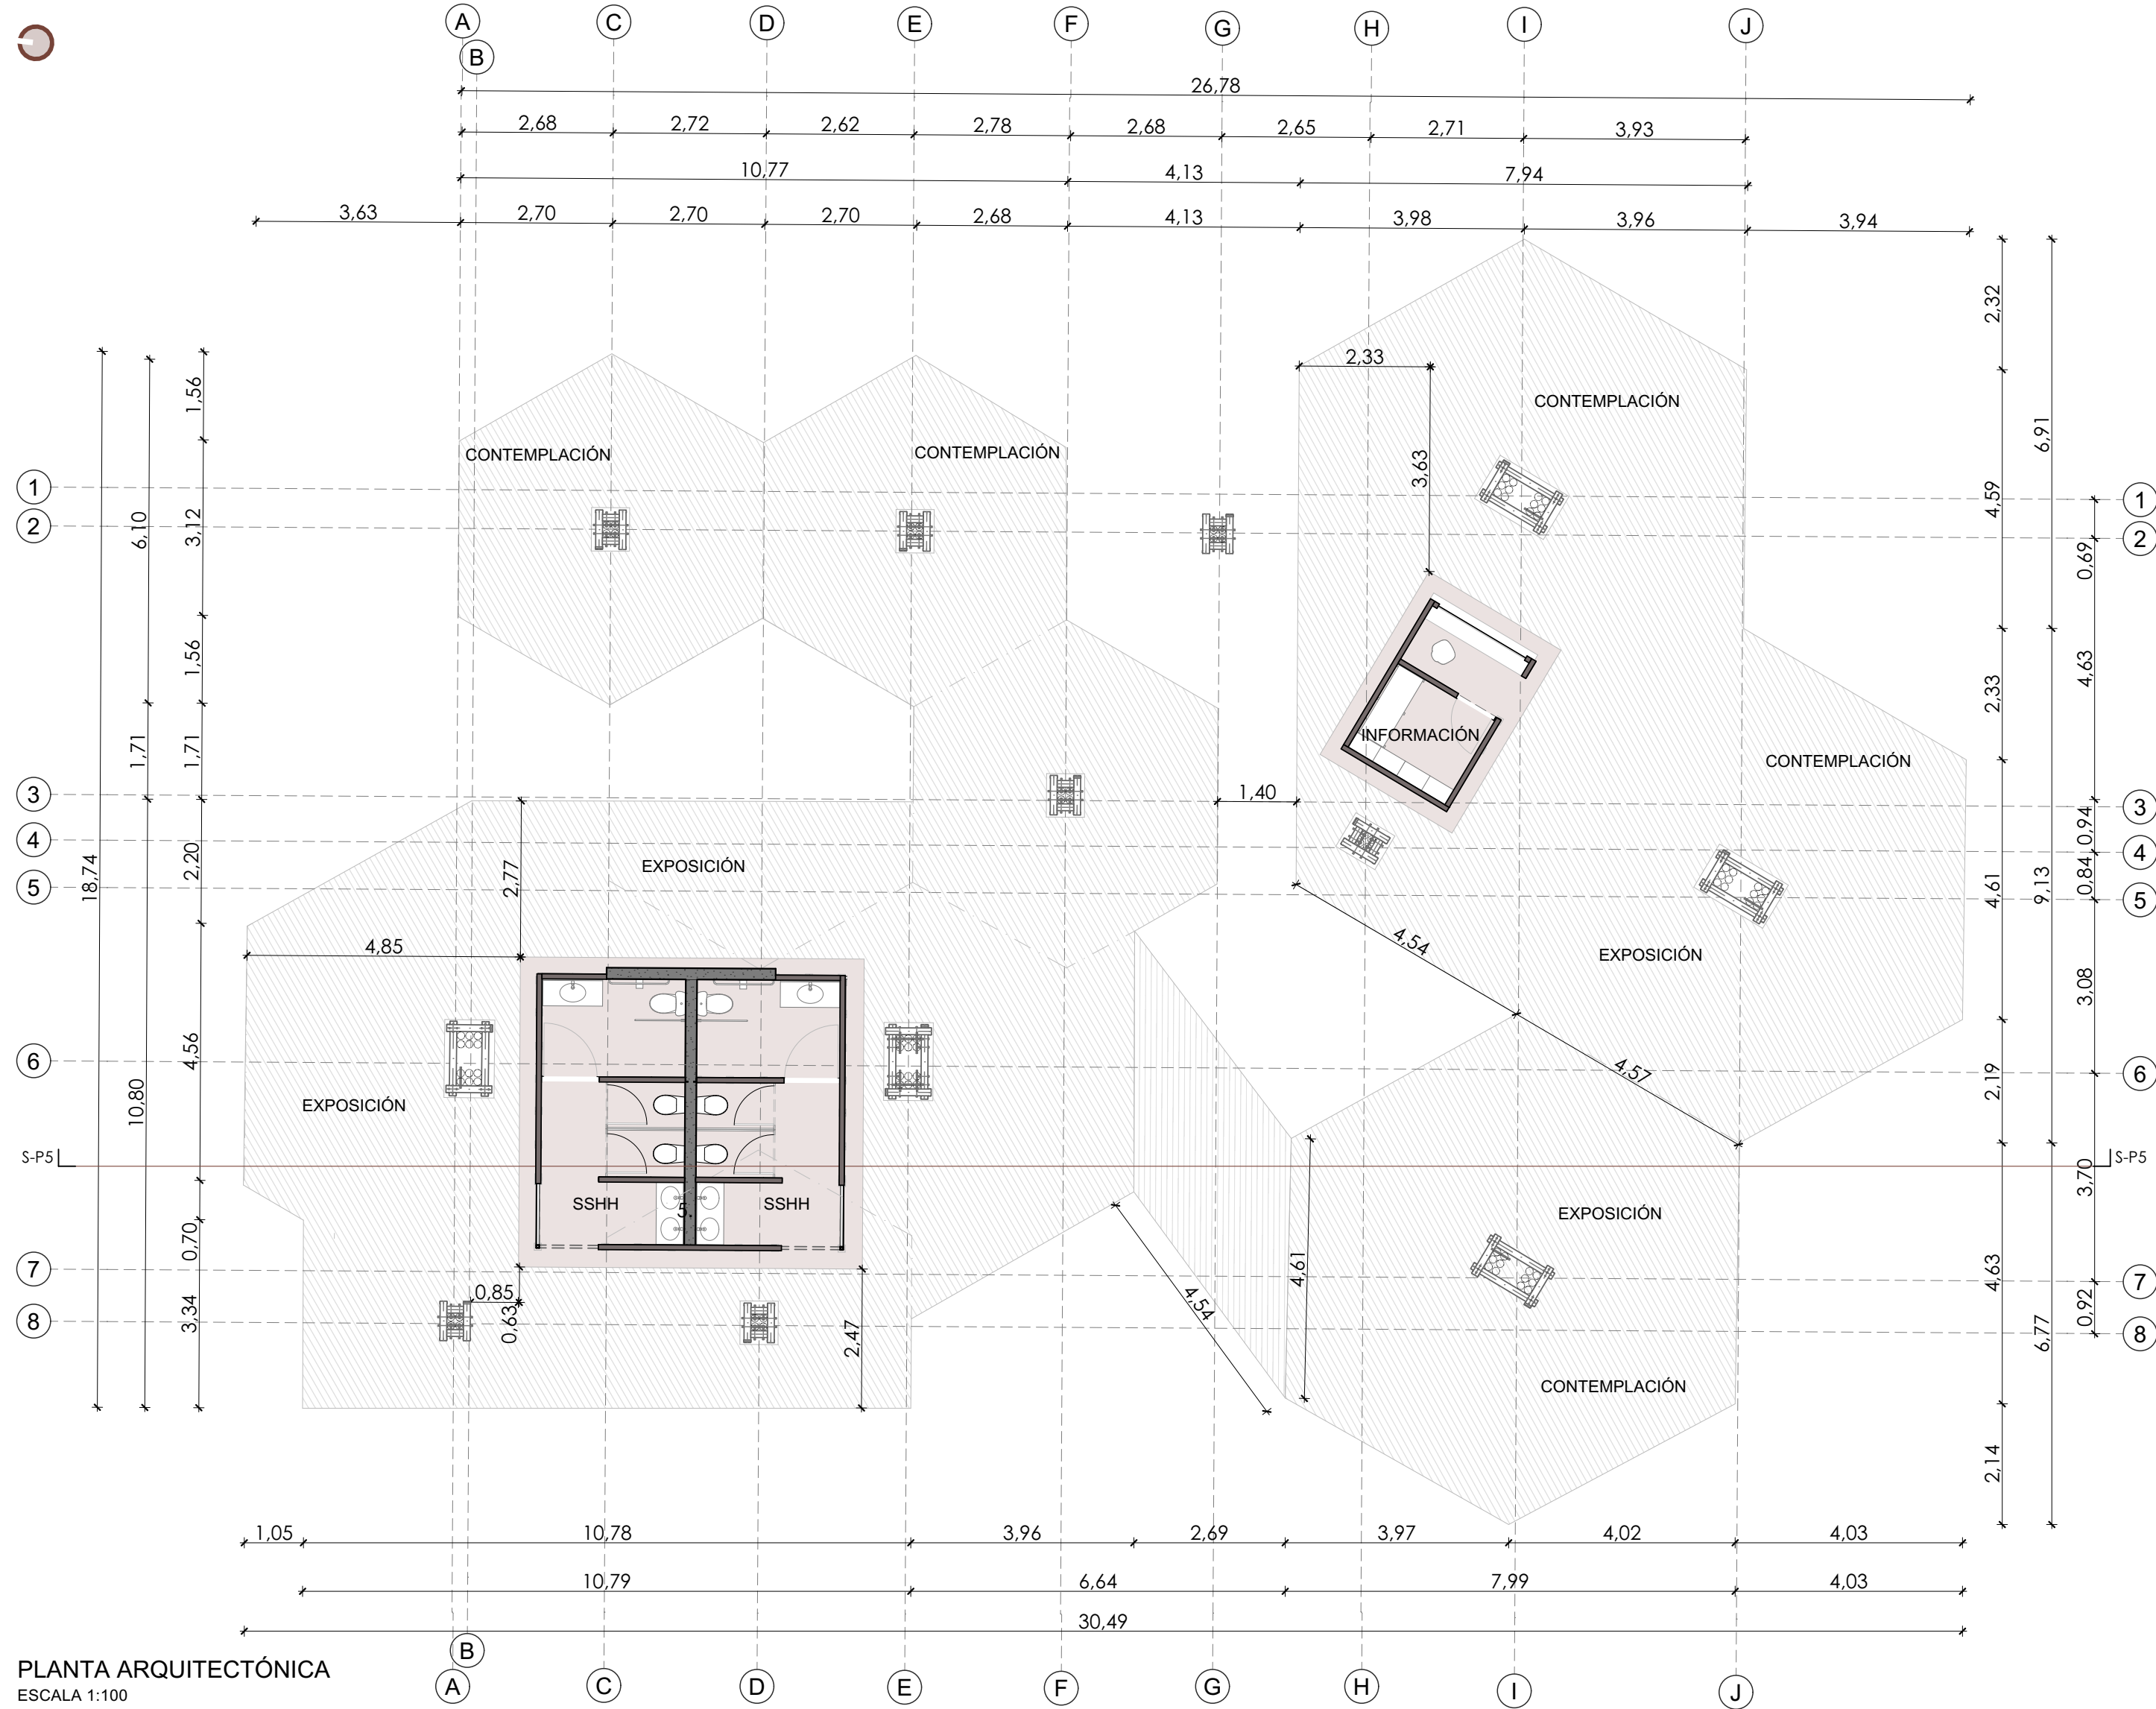 A
C
D
E
F
G
H
I
J
B
26,78
2,68
2,72
2,62
2,78
2,68
2,65
2,71
3,93
10,77
4,13
7,94
3,63
2,70
2,70
2,70
2,68
4,13
3,98
3,96
3,94
2,32
2,33
1,56
CONTEMPLACIÓN
CONTEMPLACIÓN
CONTEMPLACIÓN
6,91
3,63
1
4,59
1
2
6,10
3,12
2
0,69
1,56
4,63
2,33
INFORMACIÓN
1,71
1,71
CONTEMPLACIÓN
3
1,40
3
0,94
4
2,20
EXPOSICIÓN
2,77
4
18,74
5
0,84
9,13
4,61
5
4,85
4,54
EXPOSICIÓN
3,08
4,56
6
4,57
2,19
6
10,80
EXPOSICIÓN
S-P5
S-P5
3,70
SSHH
5.
SSHH
EXPOSICIÓN
0,70
7
4,61
4,63
7
0,85
4,54
0,92
3,34
8
0,63
2,47
6,77
8
CONTEMPLACIÓN
2,14
1,05
10,78
3,96
2,69
3,97
4,02
4,03
10,79
6,64
7,99
4,03
30,49
B
PLANTA ARQUITECTÓNICA
ESCALA 1:100
A
C
D
E
F
G
H
I
J